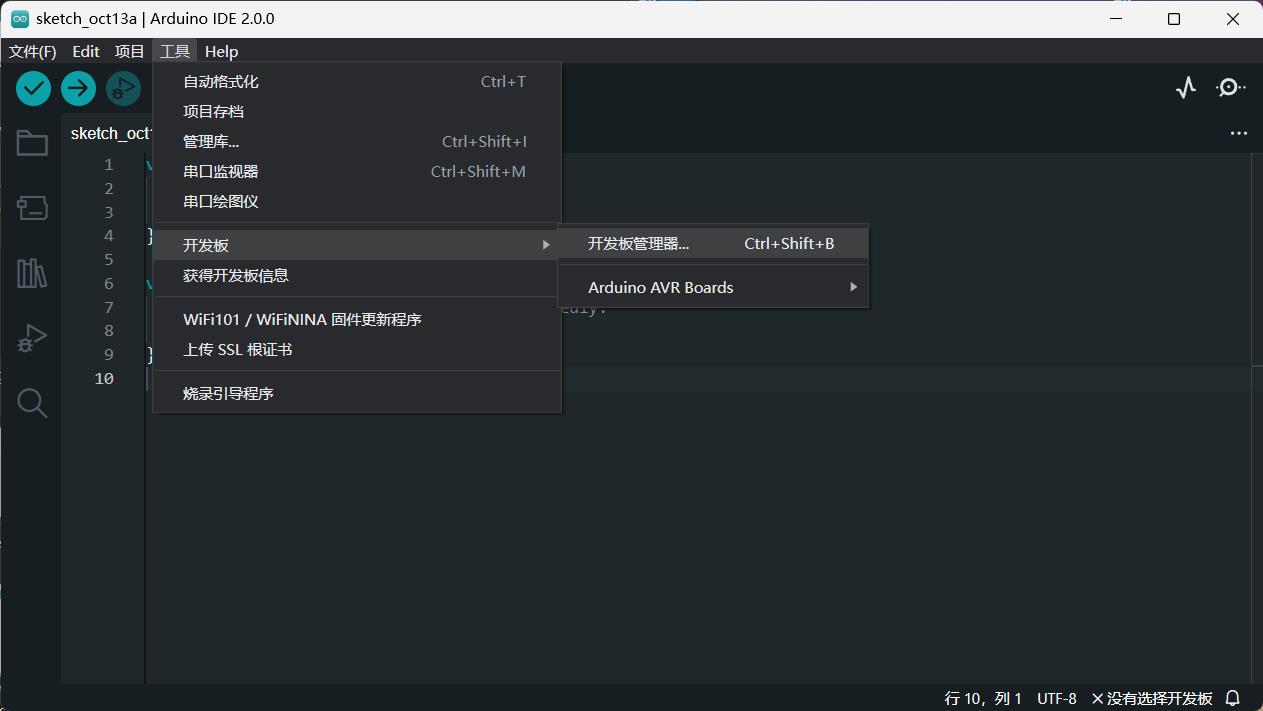 sketch_oct13a | Arduino IDE 2.0.0
文件(F) Edit 项目 工具 Help
自动格式化 Ctrl+T
项目存档
管理库... Ctrl+Shift+I
串口监视器 Ctrl+Shift+M
串口绘图仪
开发板
获得开发板信息
WiFi101 / WiFiNINA 固件更新程序
上传 SSL 根证书
烧录引导程序
开发板管理器... Ctrl+Shift+B
Arduino AVR Boards
sketch_oct1
1 v
2
3
4 }
5
6 v
7
8
9 }
10
行 10，列 1 UTF-8 ✕没有选择开发板